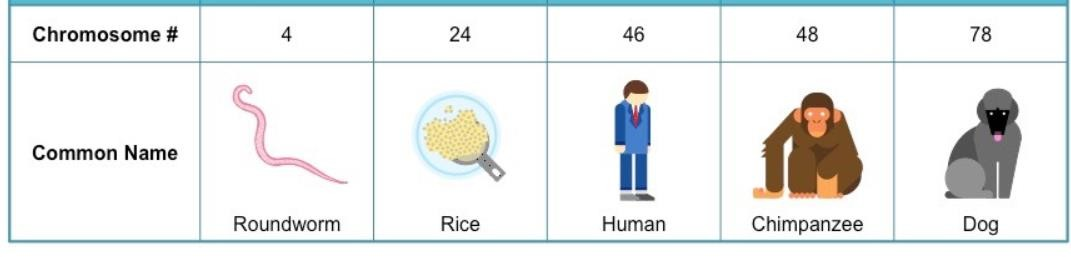 Chromosome # 4 24 46 48 78
Common Name Roundworm Rice Human Chimpanzee Dog